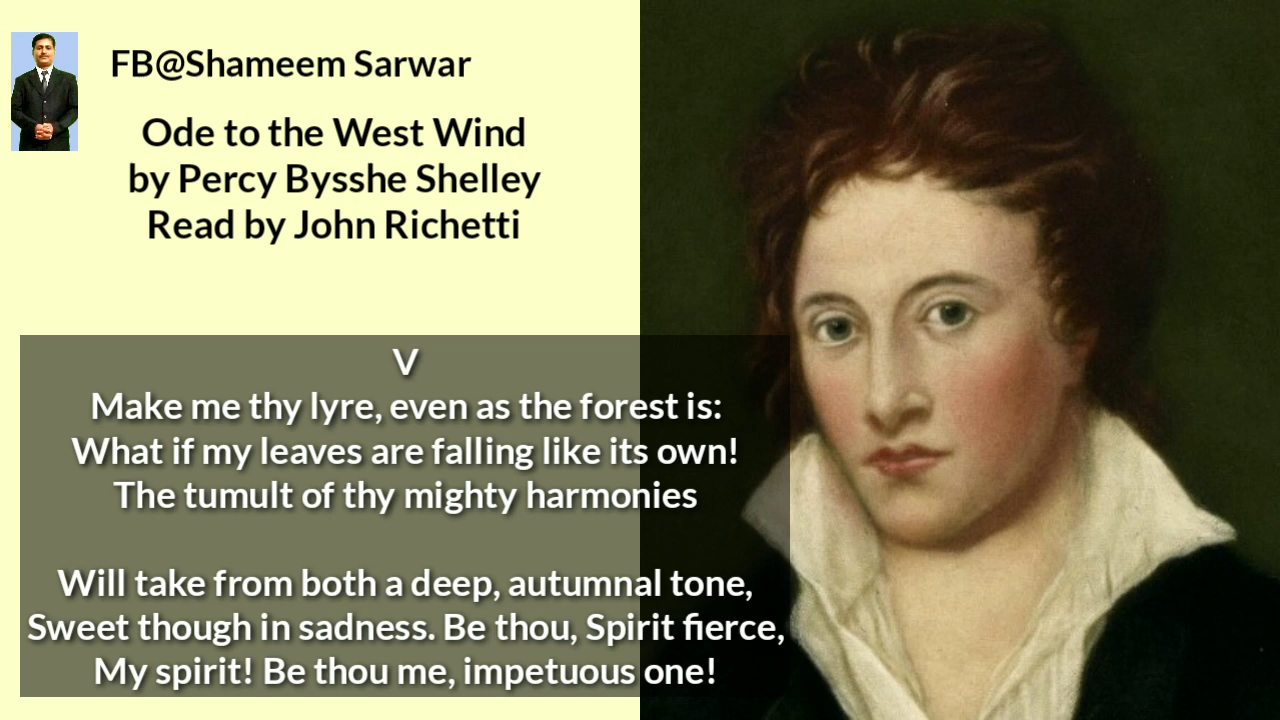 FB@Shameem Sarwar
Ode to the West Wind
by Percy Bysshe Shelley
Read by John Richetti
V
Make me thy lyre, even as the forest is:
What if my leaves are falling like its own!
The tumult of thy mighty harmonies
Will take from both a deep, autumnal tone,
Sweet though in sadness. Be thou, Spirit fierce,
My spirit! Be thou me, impetuous one!